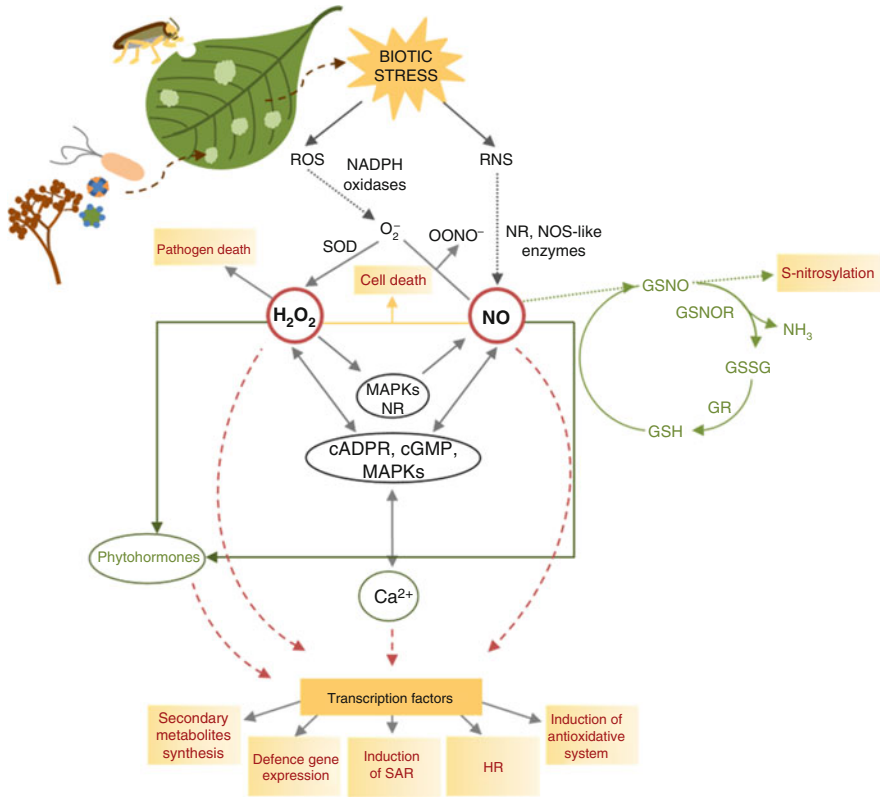 BIOTIC
STRESS
ROS
NADPH
oxidases
RNS
O₂⁻
SOD
OONO⁻
NR, NOS-like
enzymes
Pathogen death
Cell death
S-nitrosylation
H₂O₂
NO
GSNO
GSNOR
NH₃
GSSG
GR
GSH
MAPKs
NR
cADPR, cGMP,
MAPKs
Phytohormones
Ca²⁺
Transcription factors
Secondary
metabolites
synthesis
Defence gene
expression
Induction
of SAR
HR
Induction of
antioxidative
system